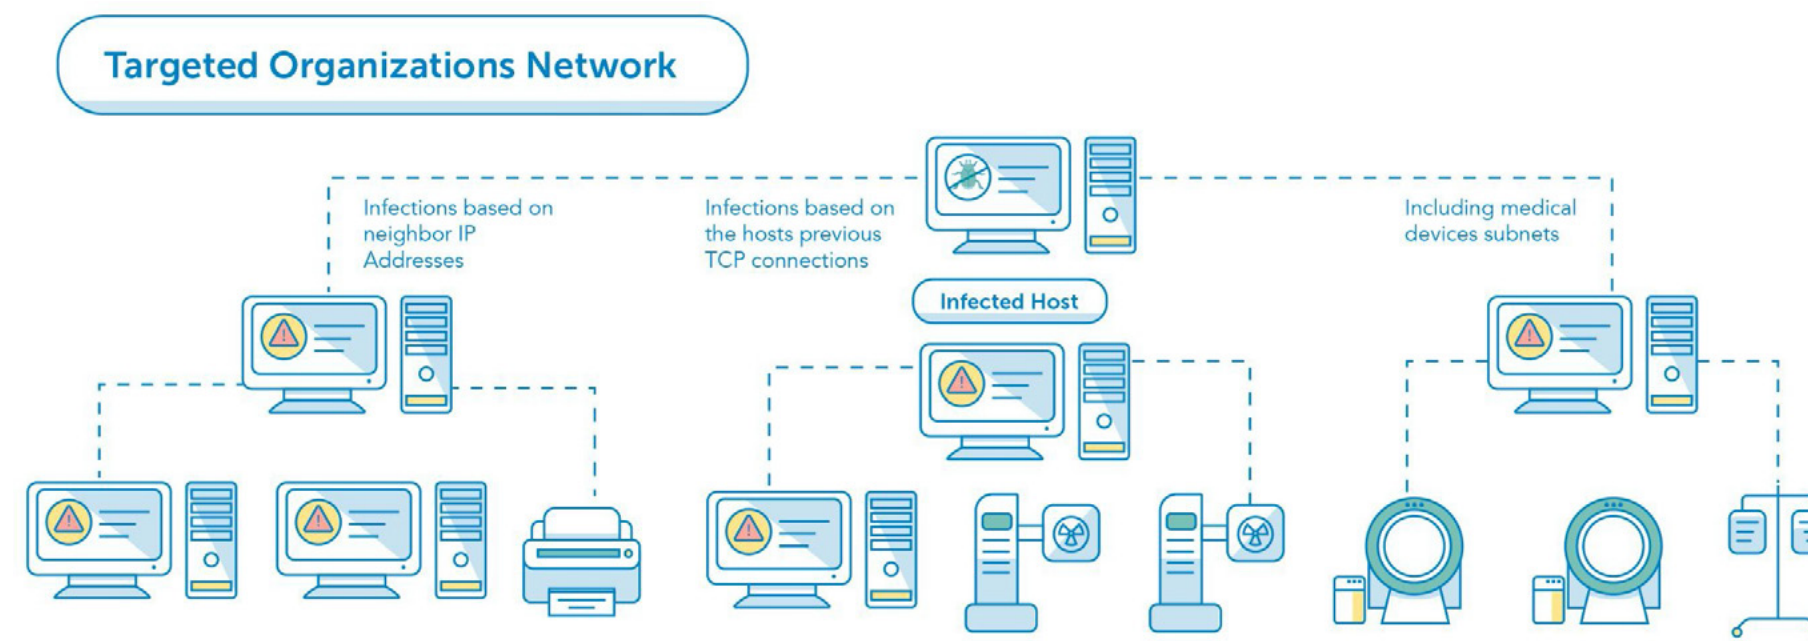 Targeted Organizations Network
Infections based on
neighbor IP
Addresses
Infections based on
the hosts previous
TCP connections
Including medical
devices subnets
Infected Host